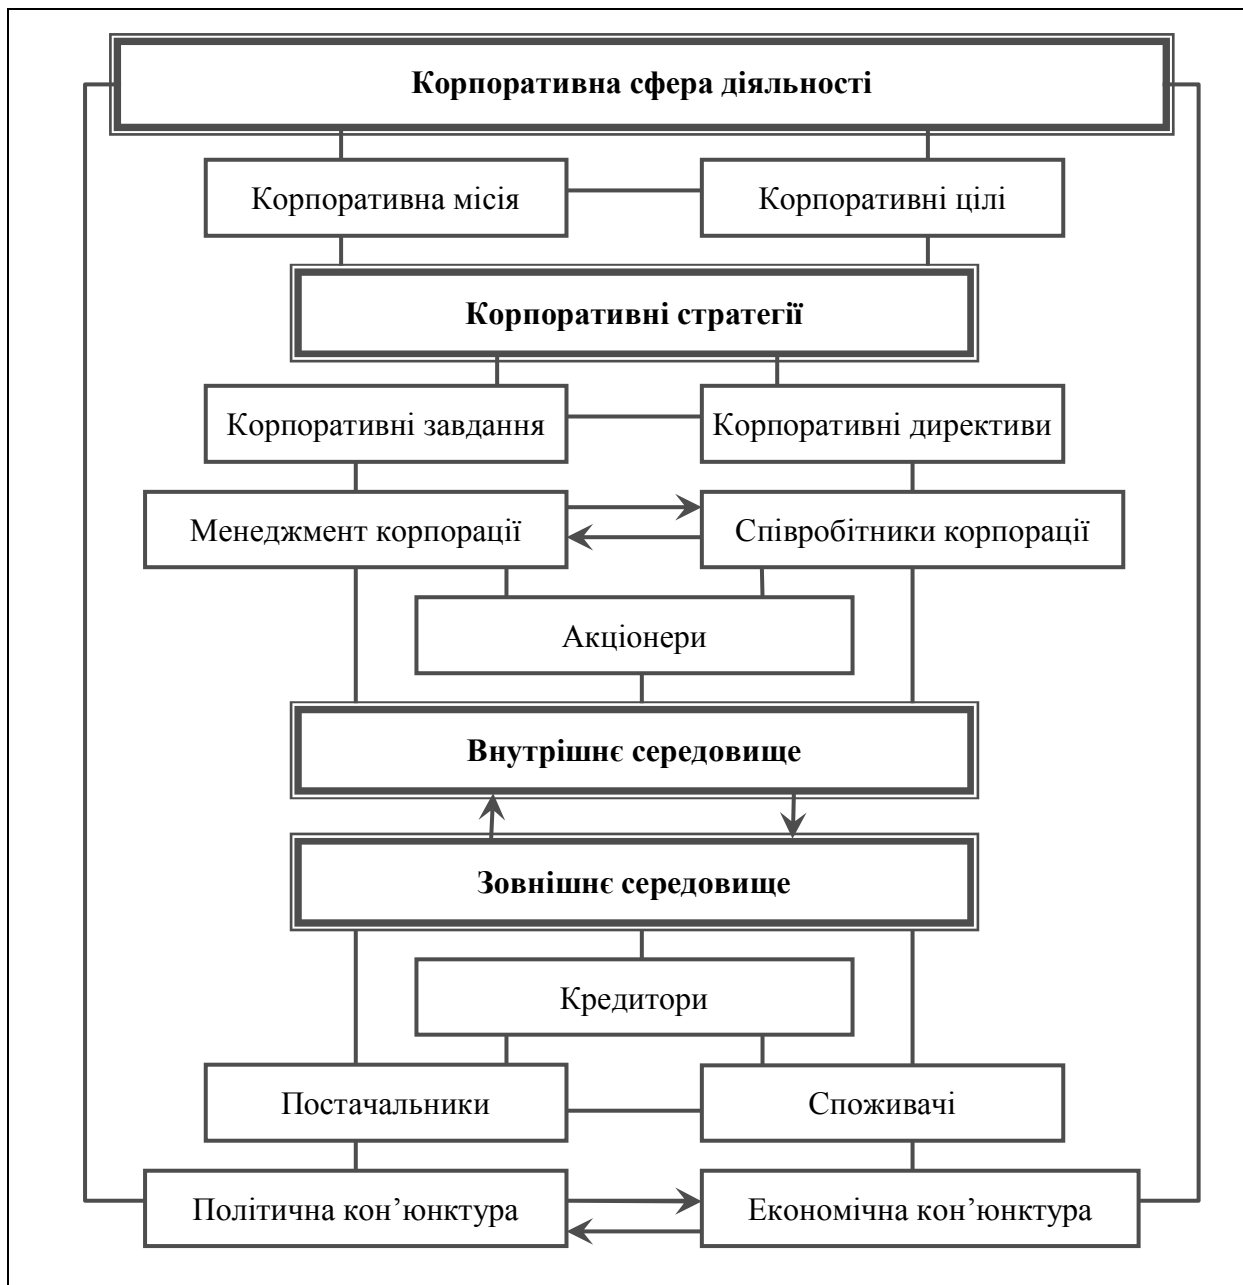 Корпоративна сфера діяльності
Корпоративна місія
Корпоративні цілі
Корпоративні стратегії
Корпоративні завдання
Корпоративні директиви
Менеджмент корпорації
Співробітники корпорації
Акціонери
Внутрішнє середовище
Зовнішнє середовище
Кредитори
Постачальники
Споживачі
Політична кон’юнктура
Економічна кон’юнктура